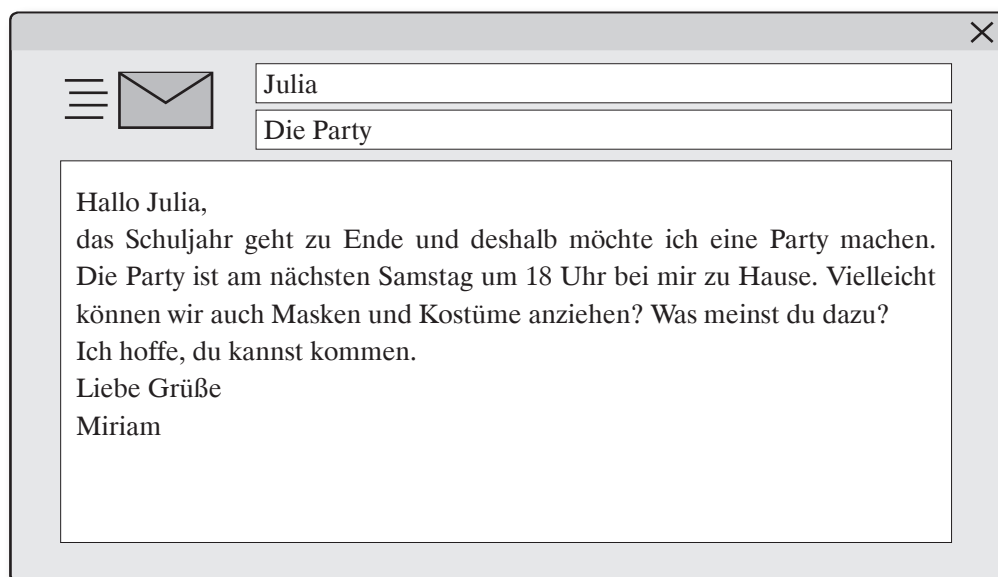 Julia
Die Party
Hallo Julia,
das Schuljahr geht zu Ende und deshalb möchte ich eine Party machen.
Die Party ist am nächsten Samstag um 18 Uhr bei mir zu Hause. Vielleicht
können wir auch Masken und Kostüme anziehen? Was meinst du dazu?
Ich hoffe, du kannst kommen.
Liebe Grüße
Miriam